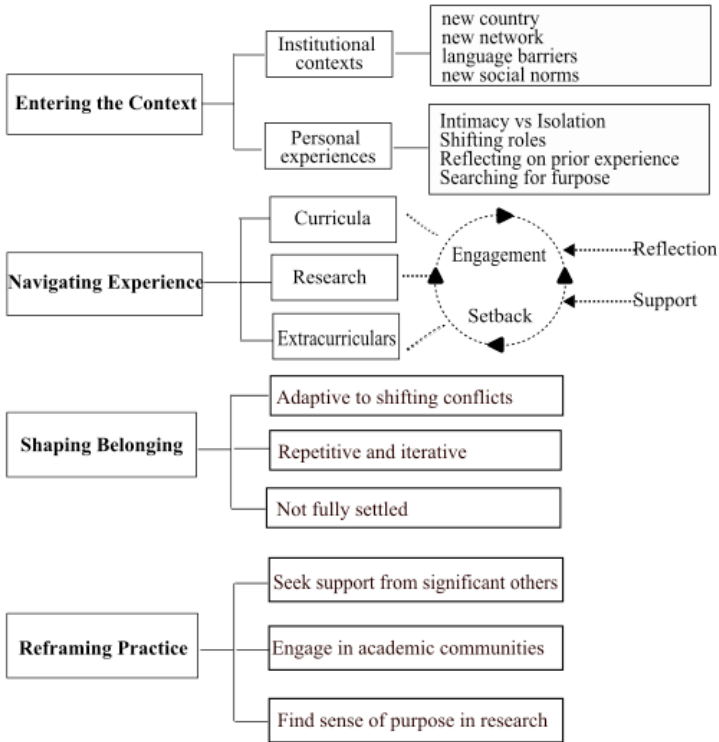 Entering the Context
Institutional
contexts
new country
new network
language barriers
new social norms
Personal
experiences
Intimacy vs Isolation
Shifting roles
Reflecting on prior experience
Searching for furpose
Navigating Experience
Curricula
Research
Extracurriculars
Engagement
Setback
Reflection
Support
Shaping Belonging
Adaptive to shifting conflicts
Repetitive and iterative
Not fully settled
Reframing Practice
Seek support from significant others
Engage in academic communities
Find sense of purpose in research